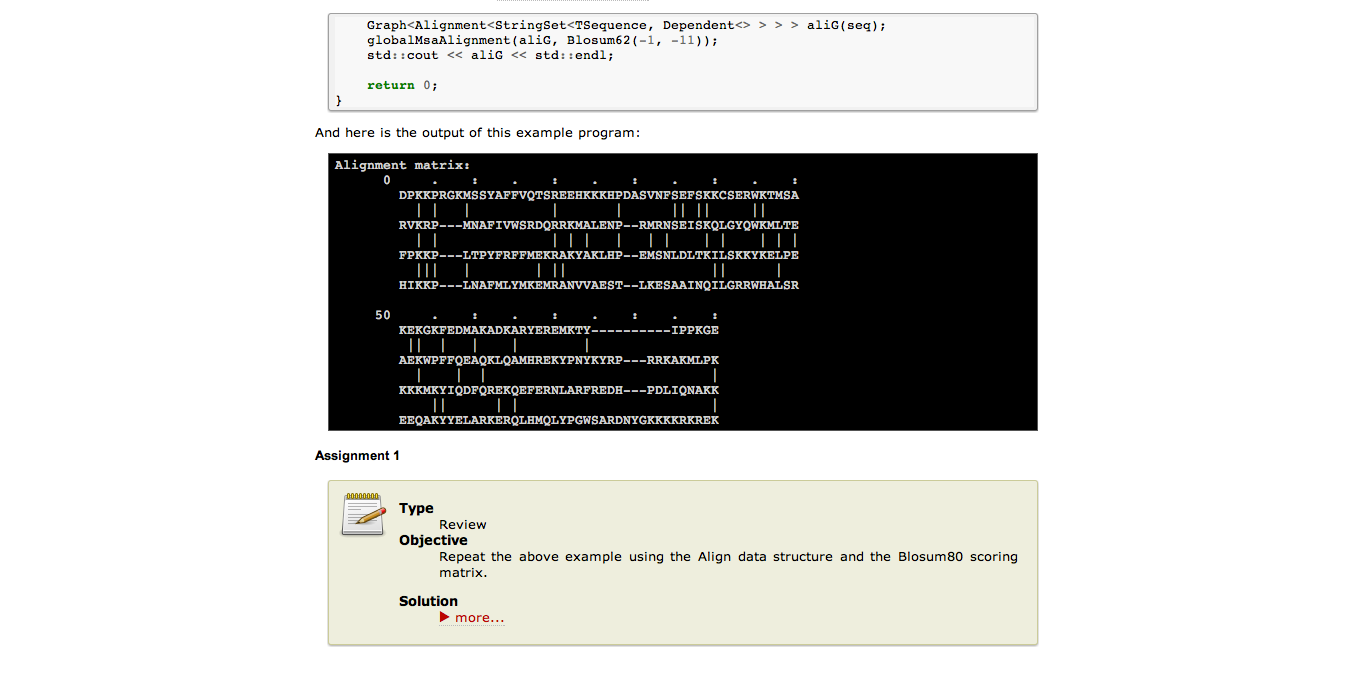 Graph<Alignment<StringSet<TSequence, Dependent<> > > > aliG(seq);
globalMsaAlignment(aliG, Blosum62(-1, -11));
std::cout << aliG << std::endl;
return 0;
}
And here is the output of this example program:
Alignment matrix:
0     .    :    .    :    .    :    .    :    .    :
DPKKPRGKMSSYAFFVQTSREEHKKKHPDASVNFSEFSKKCSERWKTMSA
  | |   |          |       |      || ||     ||
RVKRP---MNAFIVWSRDQRRKMALENP--RMRNSEISKQLGYQWKMLTE
  | |              | | |   |   | |    | |    | | |
FPKKP---LTPYFRFFMEKRAKYAKLHP--EMSNLDLTKILSKKYKELPE
  |||   |        | ||                  ||      |
HIKKP---LNAFMLYMKEMRANVVAEST--LKESAAINQILGRRWHALSR
50     .    :    .    :    .    :    .    :
KEKGKFEDMAKADKARYEREMKTY----------IPPKGE
 || |   |    |        |
AEKWPFFQEAQKLQAMHREKYPNYKYRP---RRKAKMLPK
  |    |  |                            |
KKKMKYIQDFQREKQEFERNLARFREDH---PDLIQNAKK
    ||      | |                        |
EEQAKYYELARKERQLHMQLYPGWSARDNYGKKKKRKREK
Assignment 1
Type
Review
Objective
Repeat the above example using the Align data structure and the Blosum80 scoring
matrix.
Solution
▶ more...